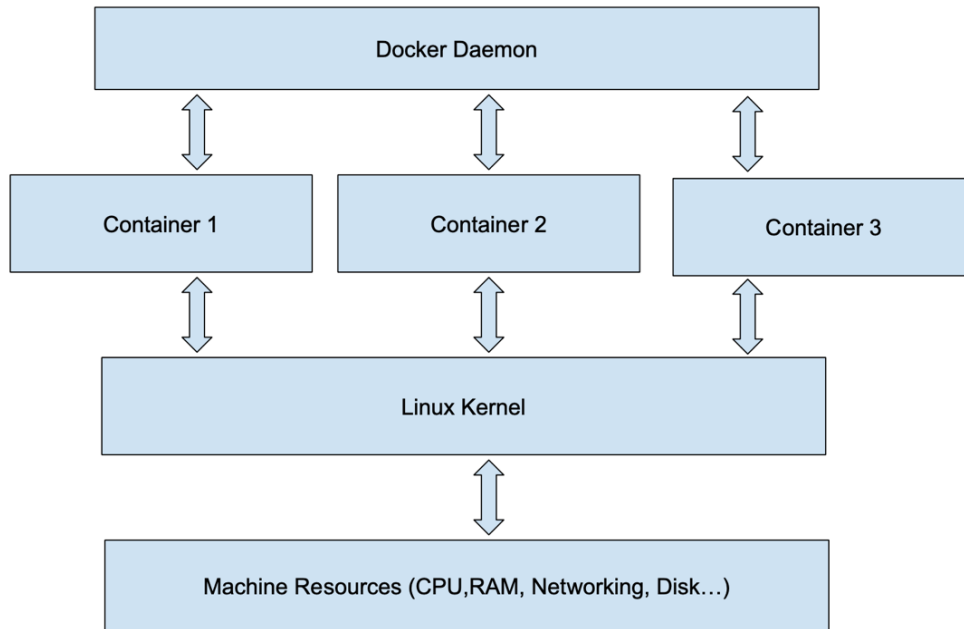 Docker Daemon
Container 1
Container 2
Container 3
Linux Kernel
Machine Resources (CPU,RAM, Networking, Disk…)